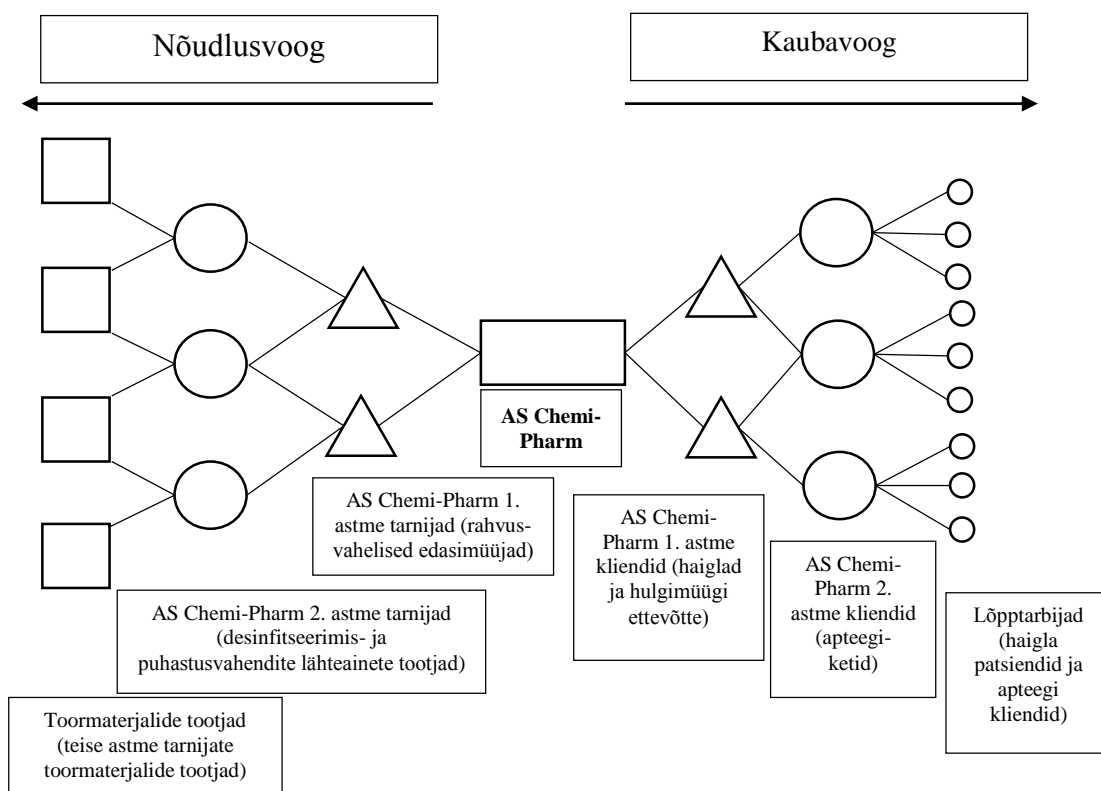 Nõudlusvoog
Kaubavoog
AS Chemi-
Pharm
AS Chemi-Pharm 1.
astme tarnijad (rahvus-
vahelised edasimüüjad)
AS Chemi-
Pharm 1. astme
kliendid (haiglad
ja hulgimüügi
ettevõtte)
AS Chemi-
Pharm 2.
astme kliendid
(apteegi-
ketid)
AS Chemi-Pharm 2. astme tarnijad
(desinfitseerimis- ja
puhastusvahendite lähteainete tootjad)
Lõpptarbijad
(haigla
patsiendid ja
apteegi
kliendid)
Toormaterjalide tootjad
(teise astme tarnijate
toormaterjalide tootjad)